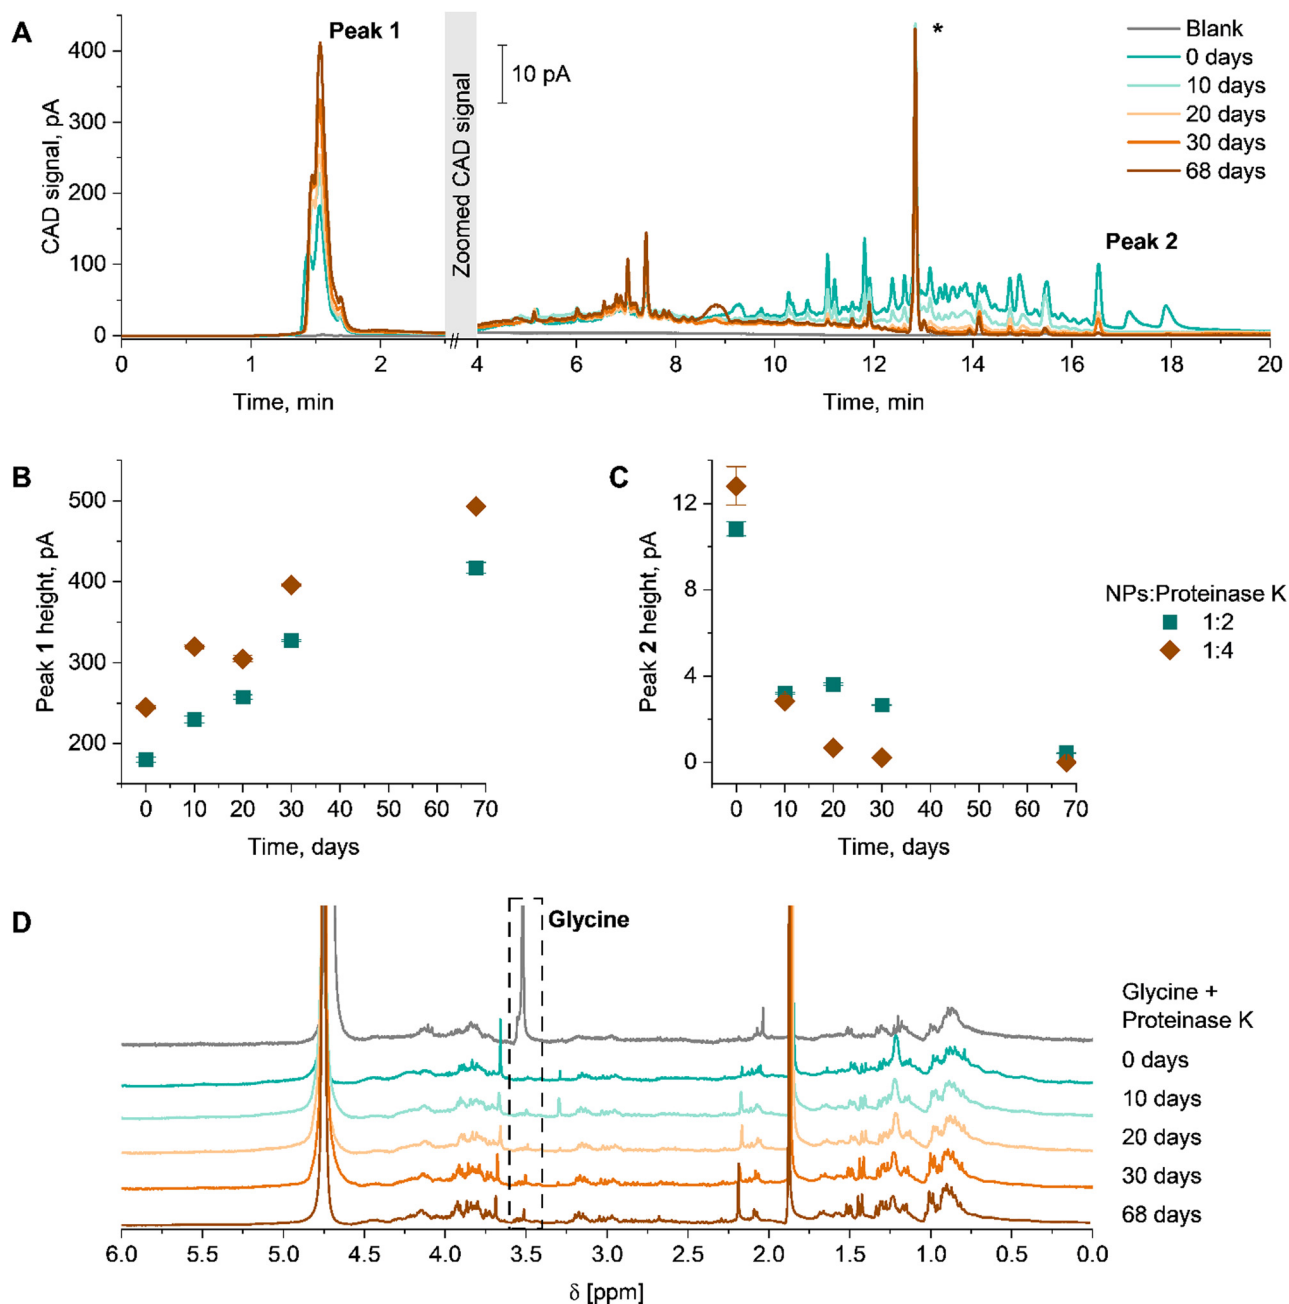 A
Peak 1
*
Peak 2
10 pA
Zoomed CAD signal
Blank
0 days
10 days
20 days
30 days
68 days
CAD signal, pA
400
300
200
100
0
0 1 2 4 6 8 10 12 14 16 18 20
Time, min Time, min
B
Peak 1 height, pA
500
400
300
200
0 10 20 30 40 50 60 70
Time, days
C
Peak 2 height, pA
12
8
4
0
0 10 20 30 40 50 60 70
Time, days
NPs:Proteinase K
1:2
1:4
D
Glycine
Glycine +
Proteinase K
0 days
10 days
20 days
30 days
68 days
6.0 5.5 5.0 4.5 4.0 3.5 3.0 2.5 2.0 1.5 1.0 0.5 0.0
δ [ppm]